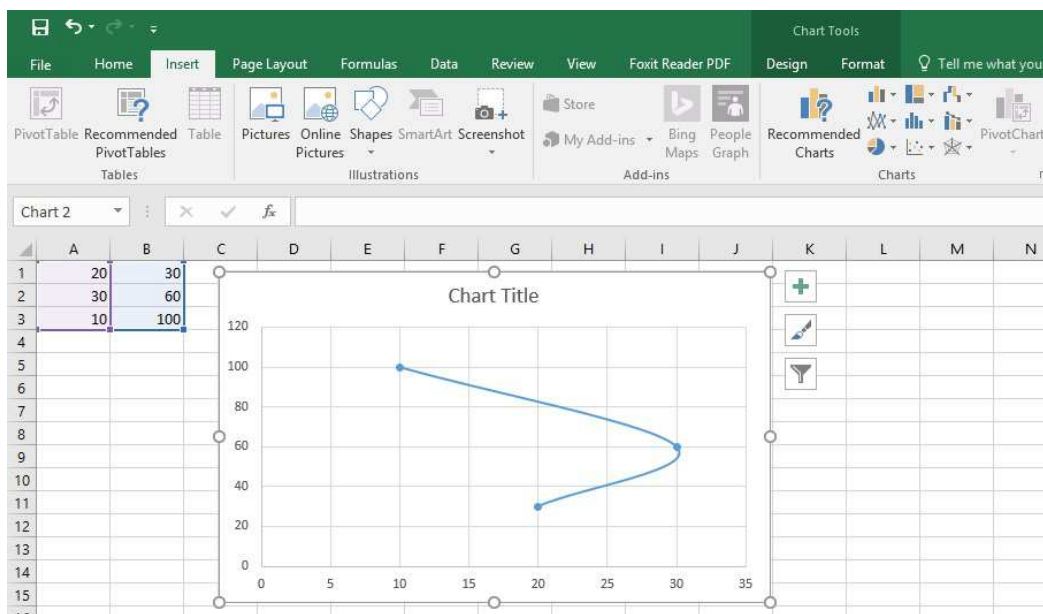 Chart Tools
File Home Insert Page Layout Formulas Data Review View Foxit Reader PDF Design Format Tell me what you
PivotTable Recommended PivotTables Table Pictures Online Pictures Shapes SmartArt Screenshot Store My Add-ins Bing Maps People Graph Recommended Charts PivotChart
Tables Illustrations Add-ins Charts
Chart 2 fx
A B C D E F G H I J K L M N
1 20 30
2 30 60
3 10 100
4
5
6
7
8
9
10
11
12
13
14
15
Chart Title
120
100
80
60
40
20
0
0 5 10 15 20 25 30 35